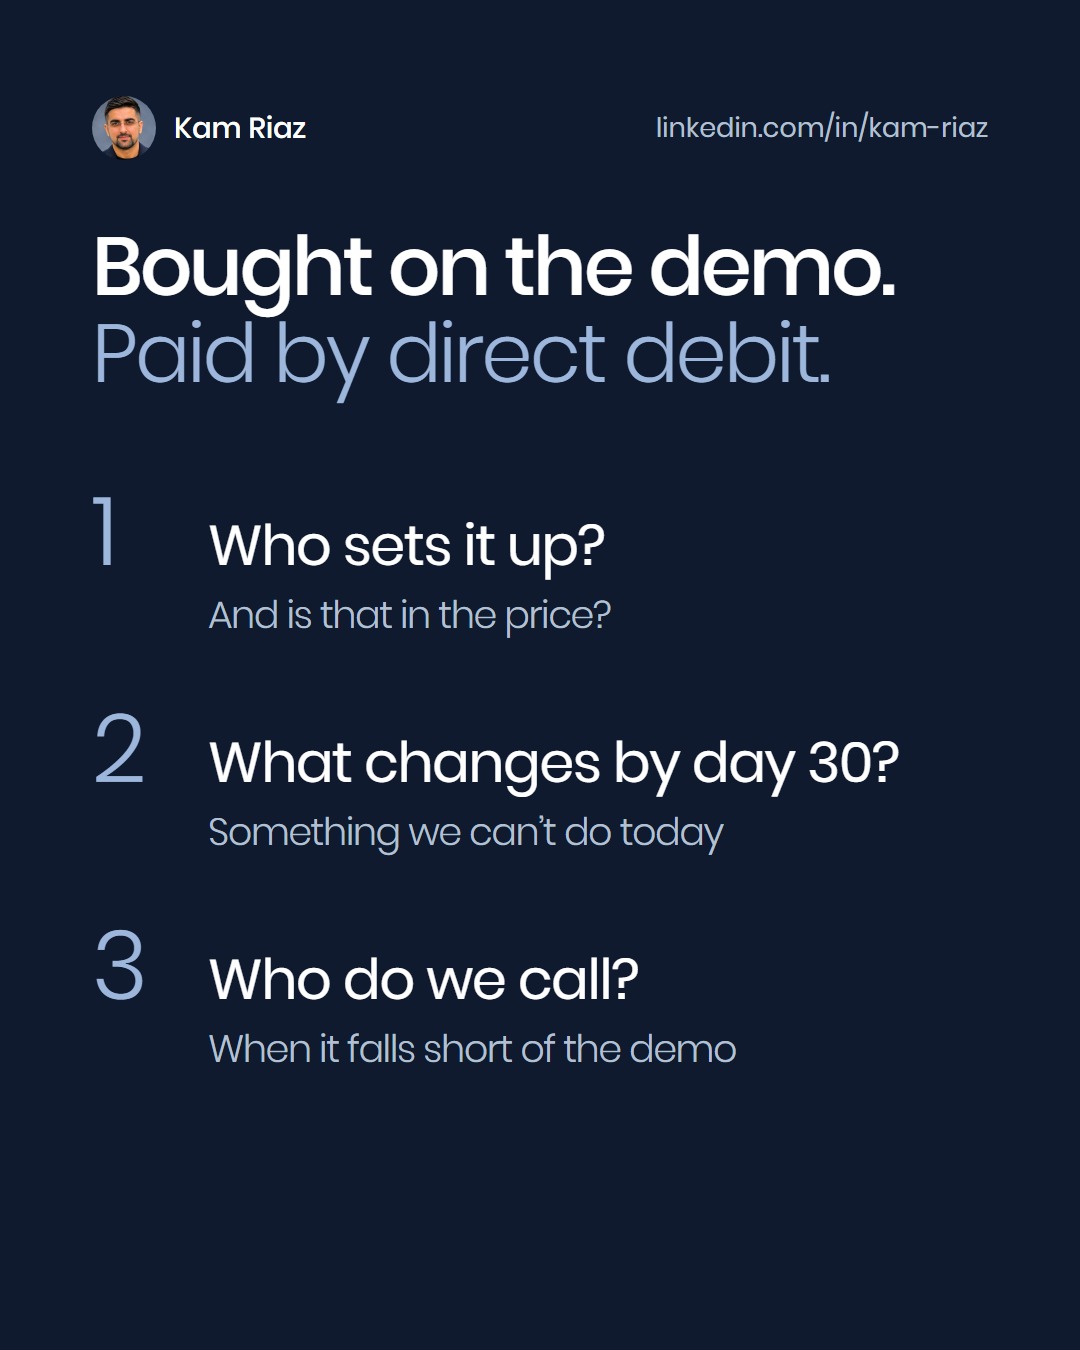 Kam Riaz
linkedin.com/in/kam-riaz
Bought on the demo.
Paid by direct debit.
1
Who sets it up?
And is that in the price?
2
What changes by day 30?
Something we can’t do today
3
Who do we call?
When it falls short of the demo